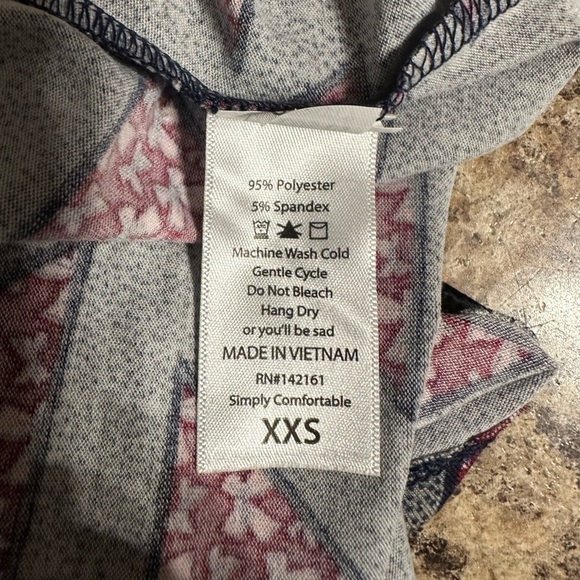 95% Polyester
5% Spandex
Machine Wash Cold
Gentle Cycle
Do Not Bleach
Hang Dry
or you'll be sad
MADE IN VIETNAM
RN#142161
Simply Comfortable
XXS